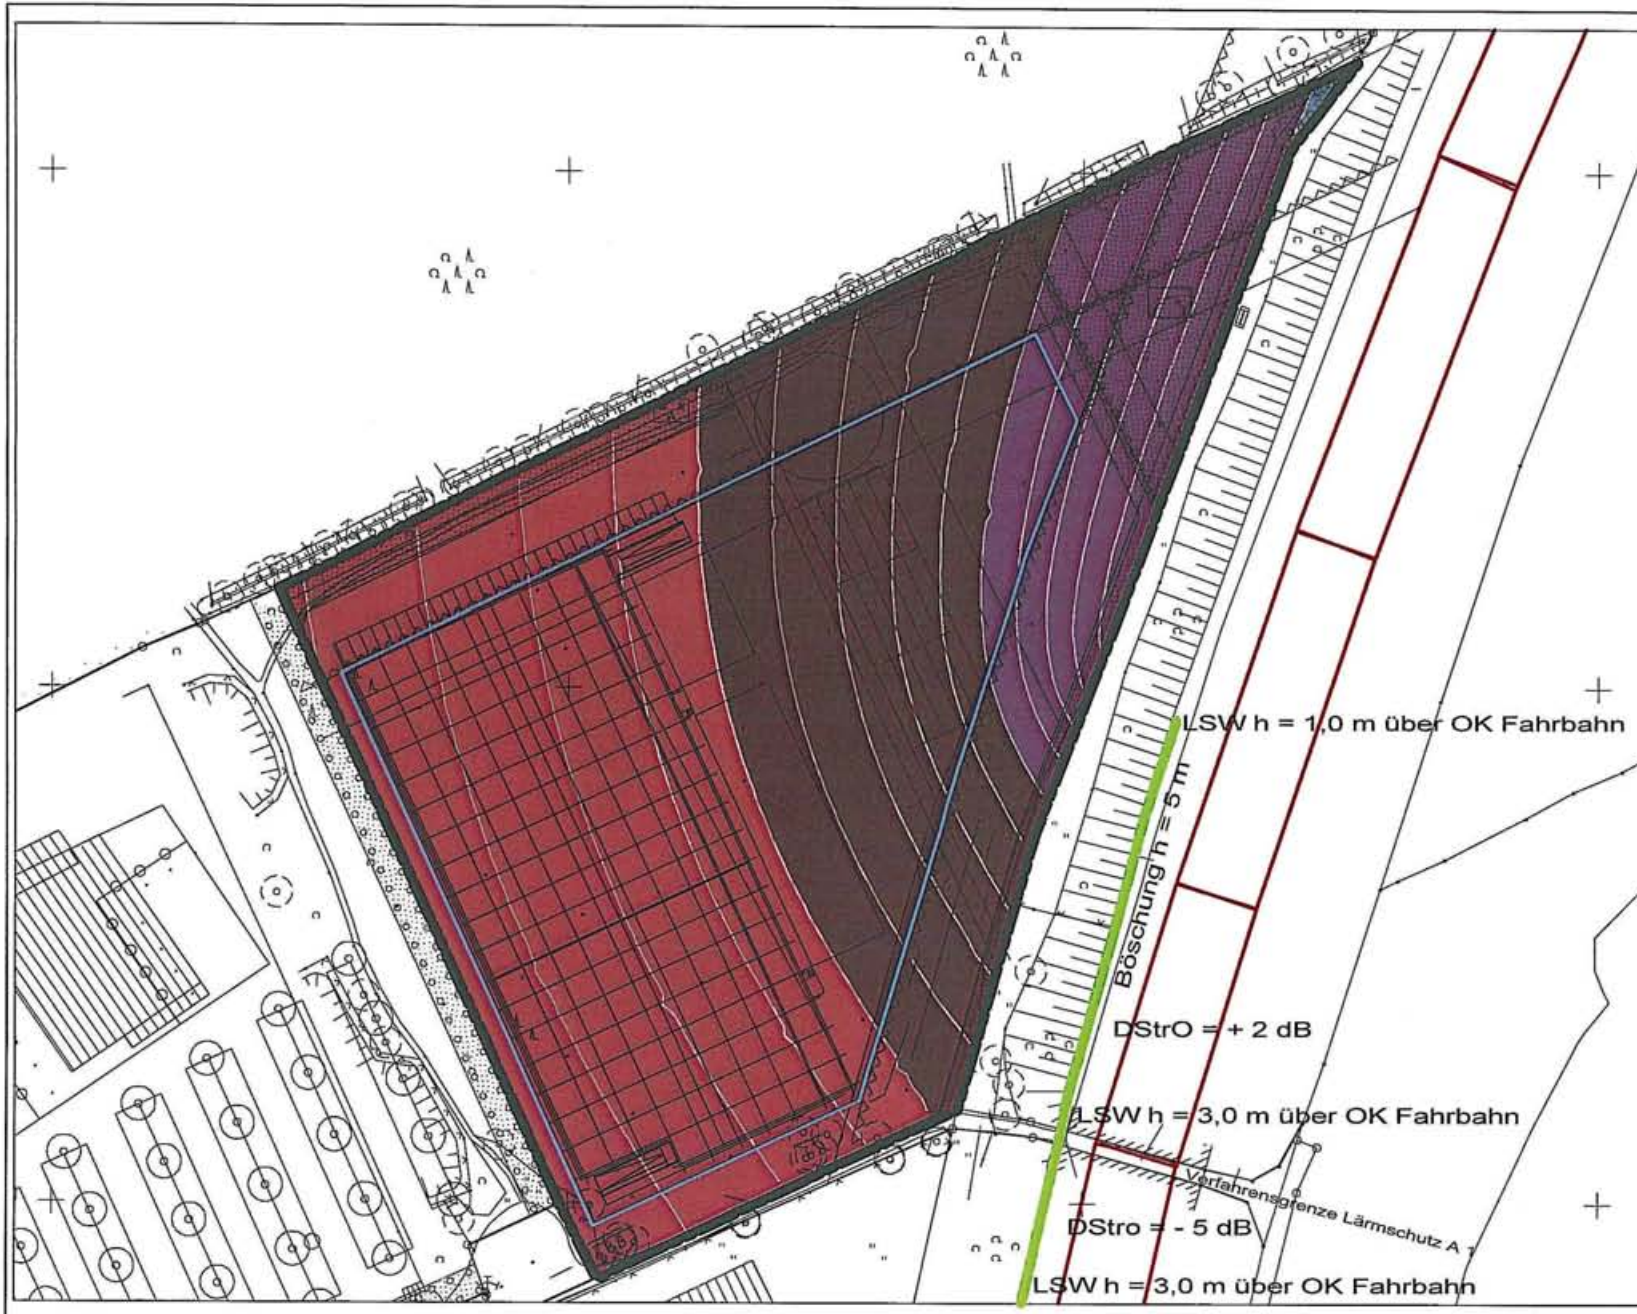 LSW h = 1,0 m über OK Fahrbahn
Böschung h = 5 m
DStrO = + 2 dB
LSW h = 3,0 m über OK Fahrbahn
Verfahrensgrenze Lärmschutz A 1
DStro = - 5 dB
LSW h = 3,0 m über OK Fahrbahn